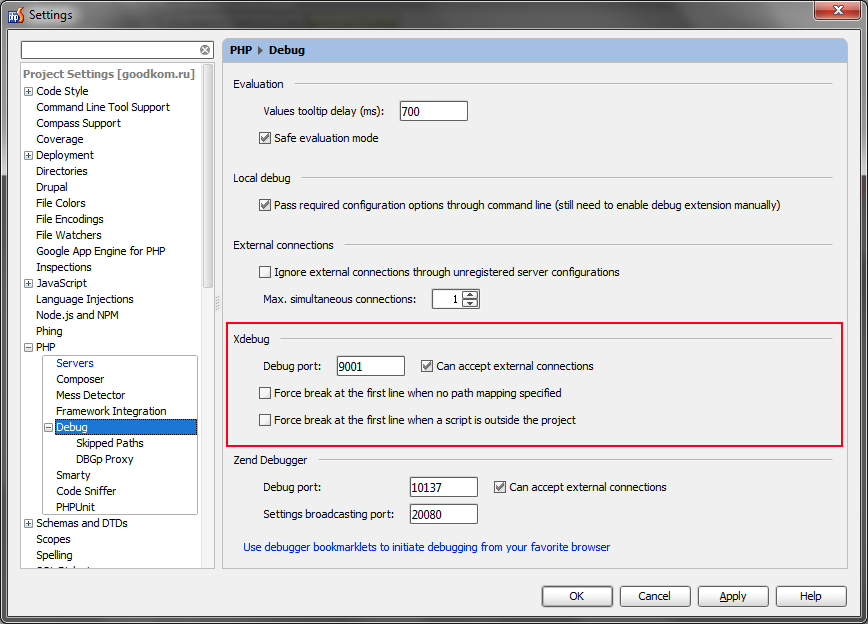 Settings
Project Settings [goodkom.ru]
Code Style
Command Line Tool Support
Compass Support
Coverage
Deployment
Directories
Drupal
File Colors
File Encodings
File Watchers
Google App Engine for PHP
Inspections
JavaScript
Language Injections
Node.js and NPM
Phing
PHP
Servers
Composer
Mess Detector
Framework Integration
Debug
Skipped Paths
DBGp Proxy
Smarty
Code Sniffer
PHPUnit
Schemas and DTDs
Scopes
Spelling
PHP Debug
Evaluation
Values tooltip delay (ms): 700
Safe evaluation mode
Local debug
Pass required configuration options through command line (still need to enable debug extension manually)
External connections
Ignore external connections through unregistered server configurations
Max. simultaneous connections: 1
Xdebug
Debug port: 9001 Can accept external connections
Force break at the first line when no path mapping specified
Force break at the first line when a script is outside the project
Zend Debugger
Debug port: 10137 Can accept external connections
Settings broadcasting port: 20080
Use debugger bookmarklets to initiate debugging from your favorite browser
OK Cancel Apply Help